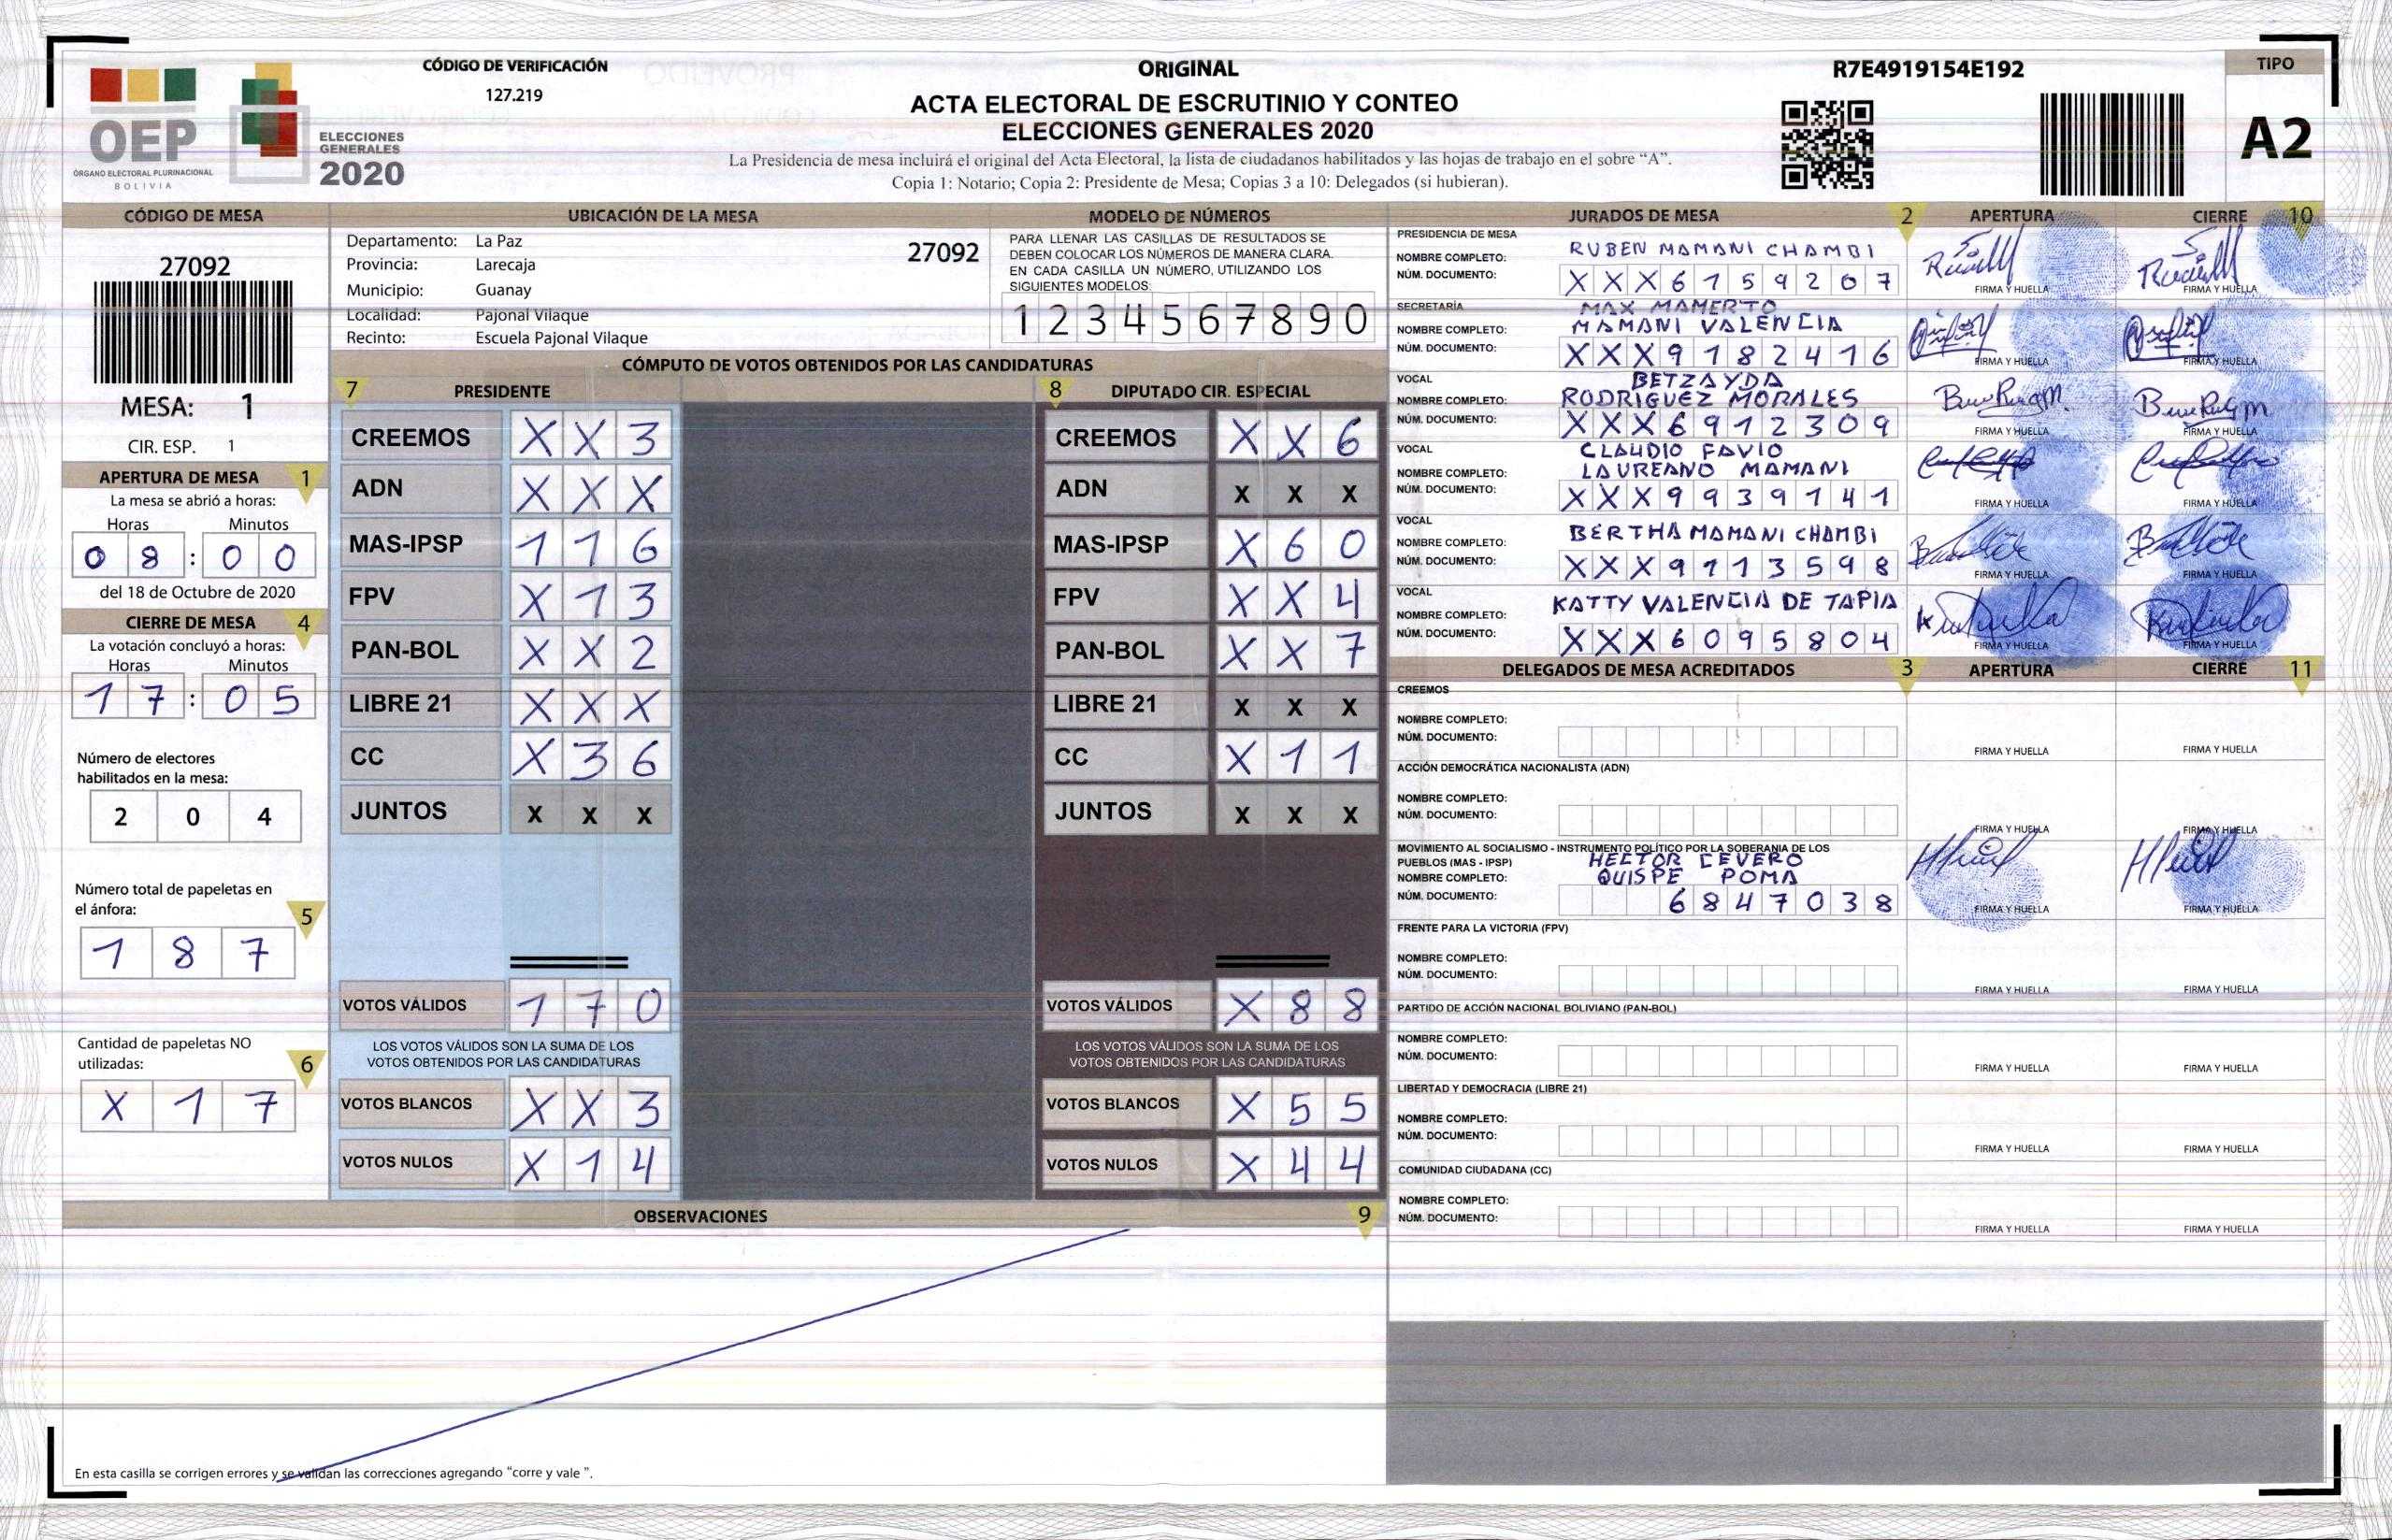 CÓDIGO DE VERIFICACIÓN
127.219
OEP
ÓRGANO ELECTORAL PLURINACIONAL
BOLIVIA
ELECCIONES
GENERALES
2020
ORIGINAL
ACTA ELECTORAL DE ESCRUTINIO Y CONTEO
ELECCIONES GENERALES 2020
La Presidencia de mesa incluirá el original del Acta Electoral, la lista de ciudadanos habilitados y las hojas de trabajo en el sobre “A”.
Copia 1: Notario; Copia 2: Presidente de Mesa; Copias 3 a 10: Delegados (si hubieran).
R7E4919154E192
TIPO
A2
CÓDIGO DE MESA
27092
MESA: 1
CIR. ESP. 1
APERTURA DE MESA 1
La mesa se abrió a horas:
Horas Minutos
0 8 : 0 0
del 18 de Octubre de 2020
CIERRE DE MESA 4
La votación concluyó a horas:
Horas Minutos
1 7 : 0 5
Número de electores
habilitados en la mesa:
2 0 4
Número total de papeletas en
el ánfora: 5
1 8 7
Cantidad de papeletas NO
utilizadas: 6
X 1 7
UBICACIÓN DE LA MESA
Departamento: La Paz
27092
Provincia: Larecaja
Municipio: Guanay
Localidad: Pajonal Vilaque
Recinto: Escuela Pajonal Vilaque
MODELO DE NÚMEROS
PARA LLENAR LAS CASILLAS DE RESULTADOS SE
DEBEN COLOCAR LOS NÚMEROS DE MANERA CLARA.
EN CADA CASILLA UN NÚMERO, UTILIZANDO LOS
SIGUIENTES MODELOS:
1 2 3 4 5 6 7 8 9 0
CÓMPUTO DE VOTOS OBTENIDOS POR LAS CANDIDATURAS
7 PRESIDENTE
CREEMOS X X 3
ADN X X X
MAS-IPSP 1 1 6
FPV X 1 3
PAN-BOL X X 2
LIBRE 21 X X X
CC X 3 6
JUNTOS X X X
VOTOS VÁLIDOS 1 7 0
LOS VOTOS VÁLIDOS SON LA SUMA DE LOS
VOTOS OBTENIDOS POR LAS CANDIDATURAS
VOTOS BLANCOS X X 3
VOTOS NULOS X 1 4
8 DIPUTADO CIR. ESPECIAL
CREEMOS X X 6
ADN X X X
MAS-IPSP X 6 0
FPV X X 4
PAN-BOL X X 7
LIBRE 21 X X X
CC X 1 1
JUNTOS X X X
VOTOS VÁLIDOS X 8 8
LOS VOTOS VÁLIDOS SON LA SUMA DE LOS
VOTOS OBTENIDOS POR LAS CANDIDATURAS
VOTOS BLANCOS X 5 5
VOTOS NULOS X 4 4
OBSERVACIONES 9
En esta casilla se corrigen errores y se validan las correcciones agregando “corre y vale ”.
JURADOS DE MESA 2 APERTURA CIERRE 10
PRESIDENCIA DE MESA
NOMBRE COMPLETO: RUBEN MAMANI CHAMBI
NÚM. DOCUMENTO: X X X 6 1 5 9 2 0 7
FIRMA Y HUELLA FIRMA Y HUELLA
SECRETARÍA MAX MAMERTO
NOMBRE COMPLETO: MAMANI VALENCIA
NÚM. DOCUMENTO: X X X 9 1 8 2 4 1 6
FIRMA Y HUELLA FIRMA Y HUELLA
VOCAL BETZAYDA
NOMBRE COMPLETO: RODRIGUEZ MORALES
NÚM. DOCUMENTO: X X X 6 9 1 2 3 0 9
FIRMA Y HUELLA FIRMA Y HUELLA
VOCAL CLAUDIO FAVIO
NOMBRE COMPLETO: LAUREANO MAMANI
NÚM. DOCUMENTO: X X X 9 9 3 9 1 4 1
FIRMA Y HUELLA FIRMA Y HUELLA
VOCAL
NOMBRE COMPLETO: BERTHA MAMANI CHAMBI
NÚM. DOCUMENTO: X X X 9 1 1 3 5 9 8
FIRMA Y HUELLA FIRMA Y HUELLA
VOCAL
NOMBRE COMPLETO: KATTY VALENCIA DE TAPIA
NÚM. DOCUMENTO: X X X 6 0 9 5 8 0 4
FIRMA Y HUELLA FIRMA Y HUELLA
DELEGADOS DE MESA ACREDITADOS 3 APERTURA CIERRE 11
CREEMOS
NOMBRE COMPLETO:
NÚM. DOCUMENTO:
FIRMA Y HUELLA FIRMA Y HUELLA
ACCIÓN DEMOCRÁTICA NACIONALISTA (ADN)
NOMBRE COMPLETO:
NÚM. DOCUMENTO:
FIRMA Y HUELLA FIRMA Y HUELLA
MOVIMIENTO AL SOCIALISMO - INSTRUMENTO POLÍTICO POR LA SOBERANIA DE LOS
PUEBLOS (MAS - IPSP) HECTOR CEVERO
NOMBRE COMPLETO: QUISPE POMA
NÚM. DOCUMENTO: 6 8 4 7 0 3 8
FIRMA Y HUELLA FIRMA Y HUELLA
FRENTE PARA LA VICTORIA (FPV)
NOMBRE COMPLETO:
NÚM. DOCUMENTO:
FIRMA Y HUELLA FIRMA Y HUELLA
PARTIDO DE ACCIÓN NACIONAL BOLIVIANO (PAN-BOL)
NOMBRE COMPLETO:
NÚM. DOCUMENTO:
FIRMA Y HUELLA FIRMA Y HUELLA
LIBERTAD Y DEMOCRACIA (LIBRE 21)
NOMBRE COMPLETO:
NÚM. DOCUMENTO:
FIRMA Y HUELLA FIRMA Y HUELLA
COMUNIDAD CIUDADANA (CC)
NOMBRE COMPLETO:
NÚM. DOCUMENTO:
FIRMA Y HUELLA FIRMA Y HUELLA